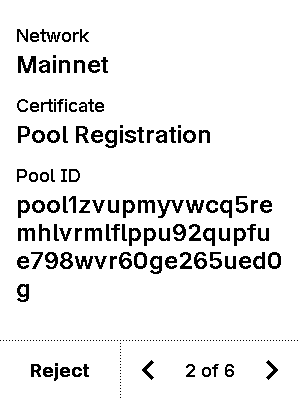 Network
Mainnet
Certificate
Pool Registration
Pool ID
pool1zvupmyvwcq5re
mhlvrmlflppu92qupfu
e798wvr60ge265ued0
g
Reject
2 of 6